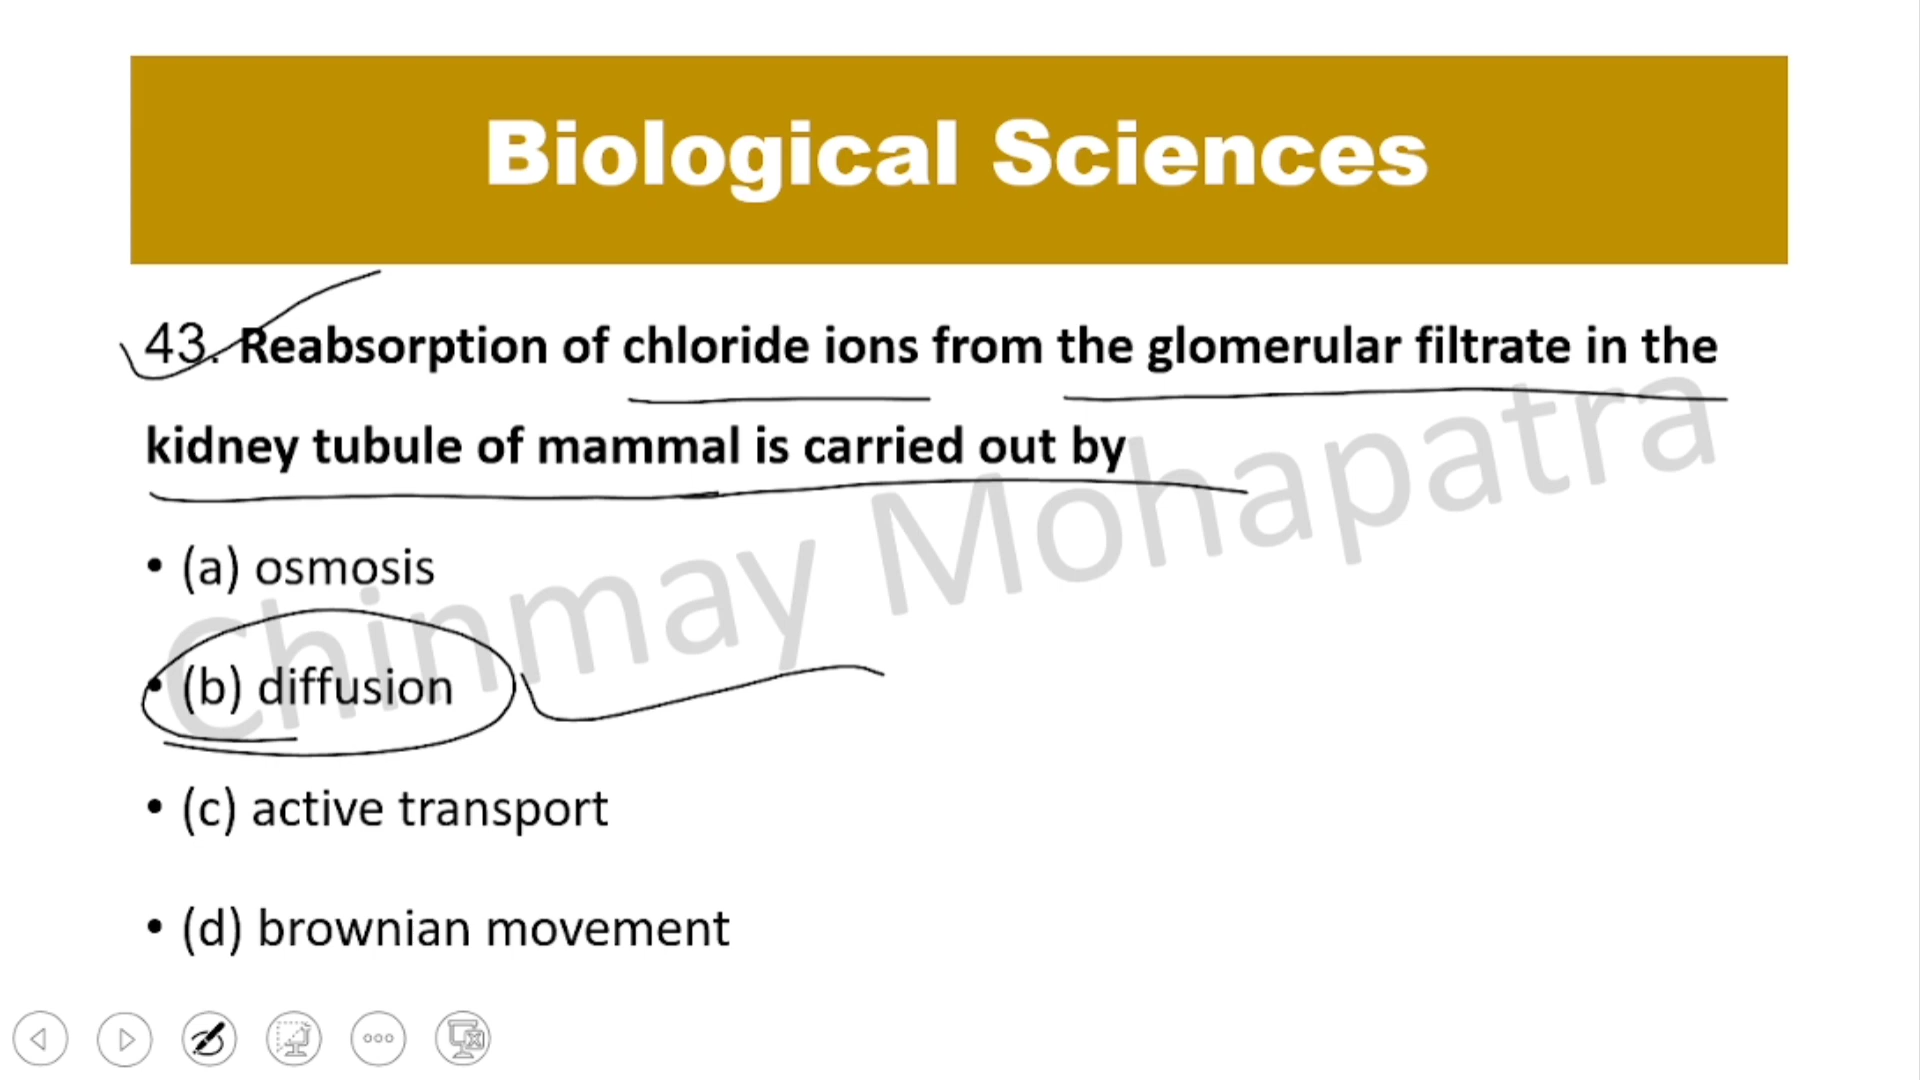 Biological Sciences
43. Reabsorption of chloride ions from the glomerular filtrate in the
kidney tubule of mammal is carried out by
• (a) osmosis
• (b) diffusion
• (c) active transport
• (d) brownian movement
Chinmay Mohapatra